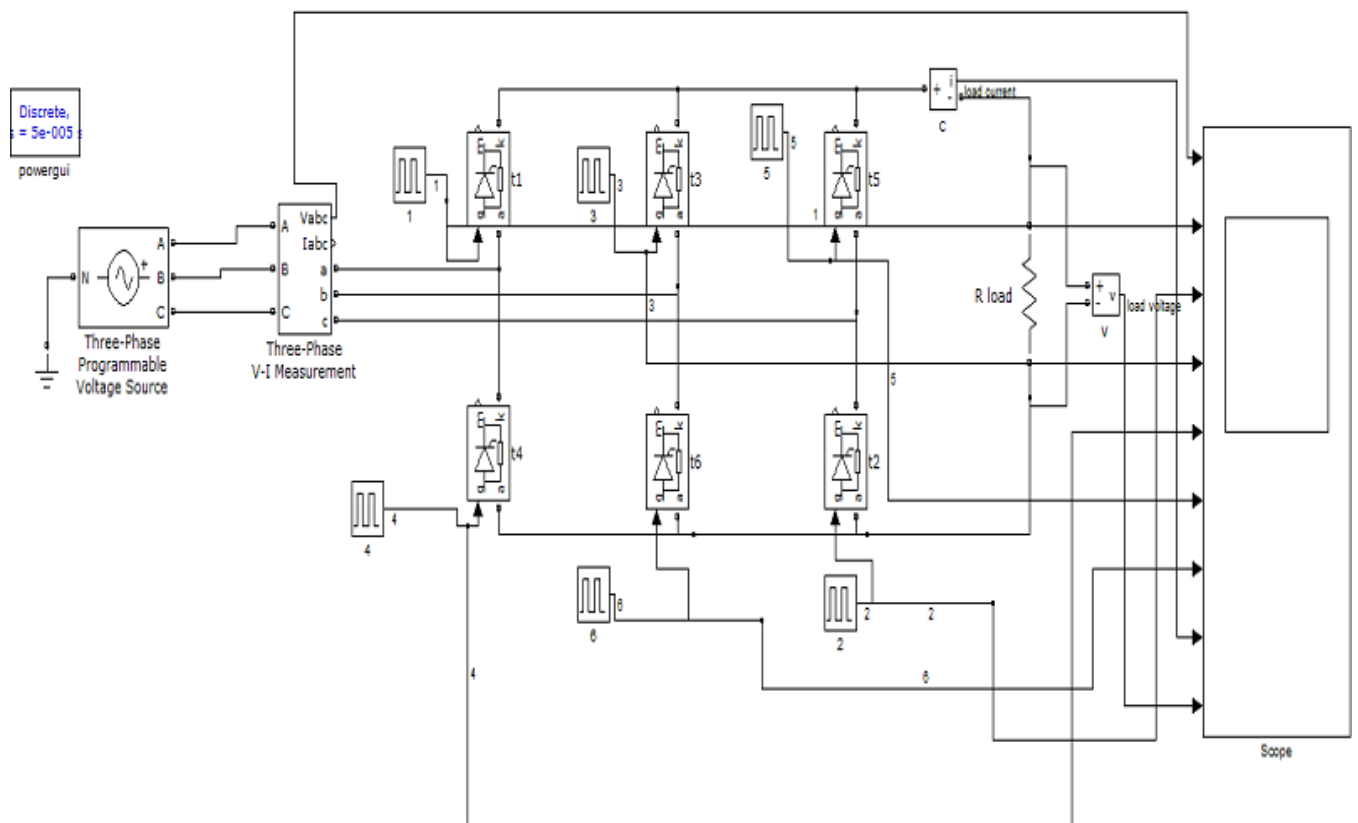 Discrete,
s = 5e-005 s
powergui
N
A
B
C
Three-Phase
Programmable
Voltage Source
A
B
C
Vabc
Iabc
a
b
c
Three-Phase
V-I Measurement
1
1
m
k
g
a
t1
3
3
m
k
g
a
t3
5
5
m
k
g
a
t5
1
3
5
+
-
i
load current
C
R load
+
-
v
load voltage
V
m
k
g
a
t4
m
k
g
a
t6
m
k
g
a
t2
4
4
6
6
2
2
2
4
6
Scope